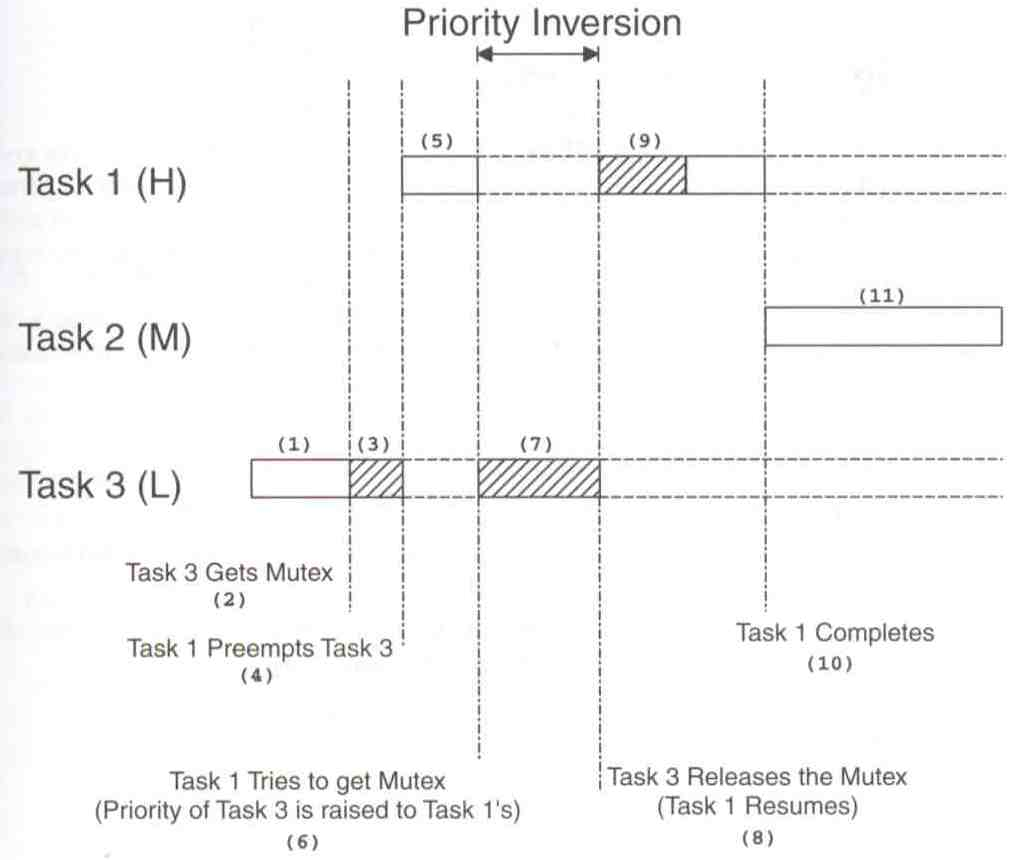 Priority Inversion
(5)
(9)
Task 1 (H)
(11)
Task 2 (M)
(1)
(3)
(7)
Task 3 (L)
Task 3 Gets Mutex
(2)
Task 1 Preempts Task 3
(4)
Task 1 Completes
(10)
Task 1 Tries to get Mutex
(Priority of Task 3 is raised to Task 1's)
(6)
Task 3 Releases the Mutex
(Task 1 Resumes)
(8)